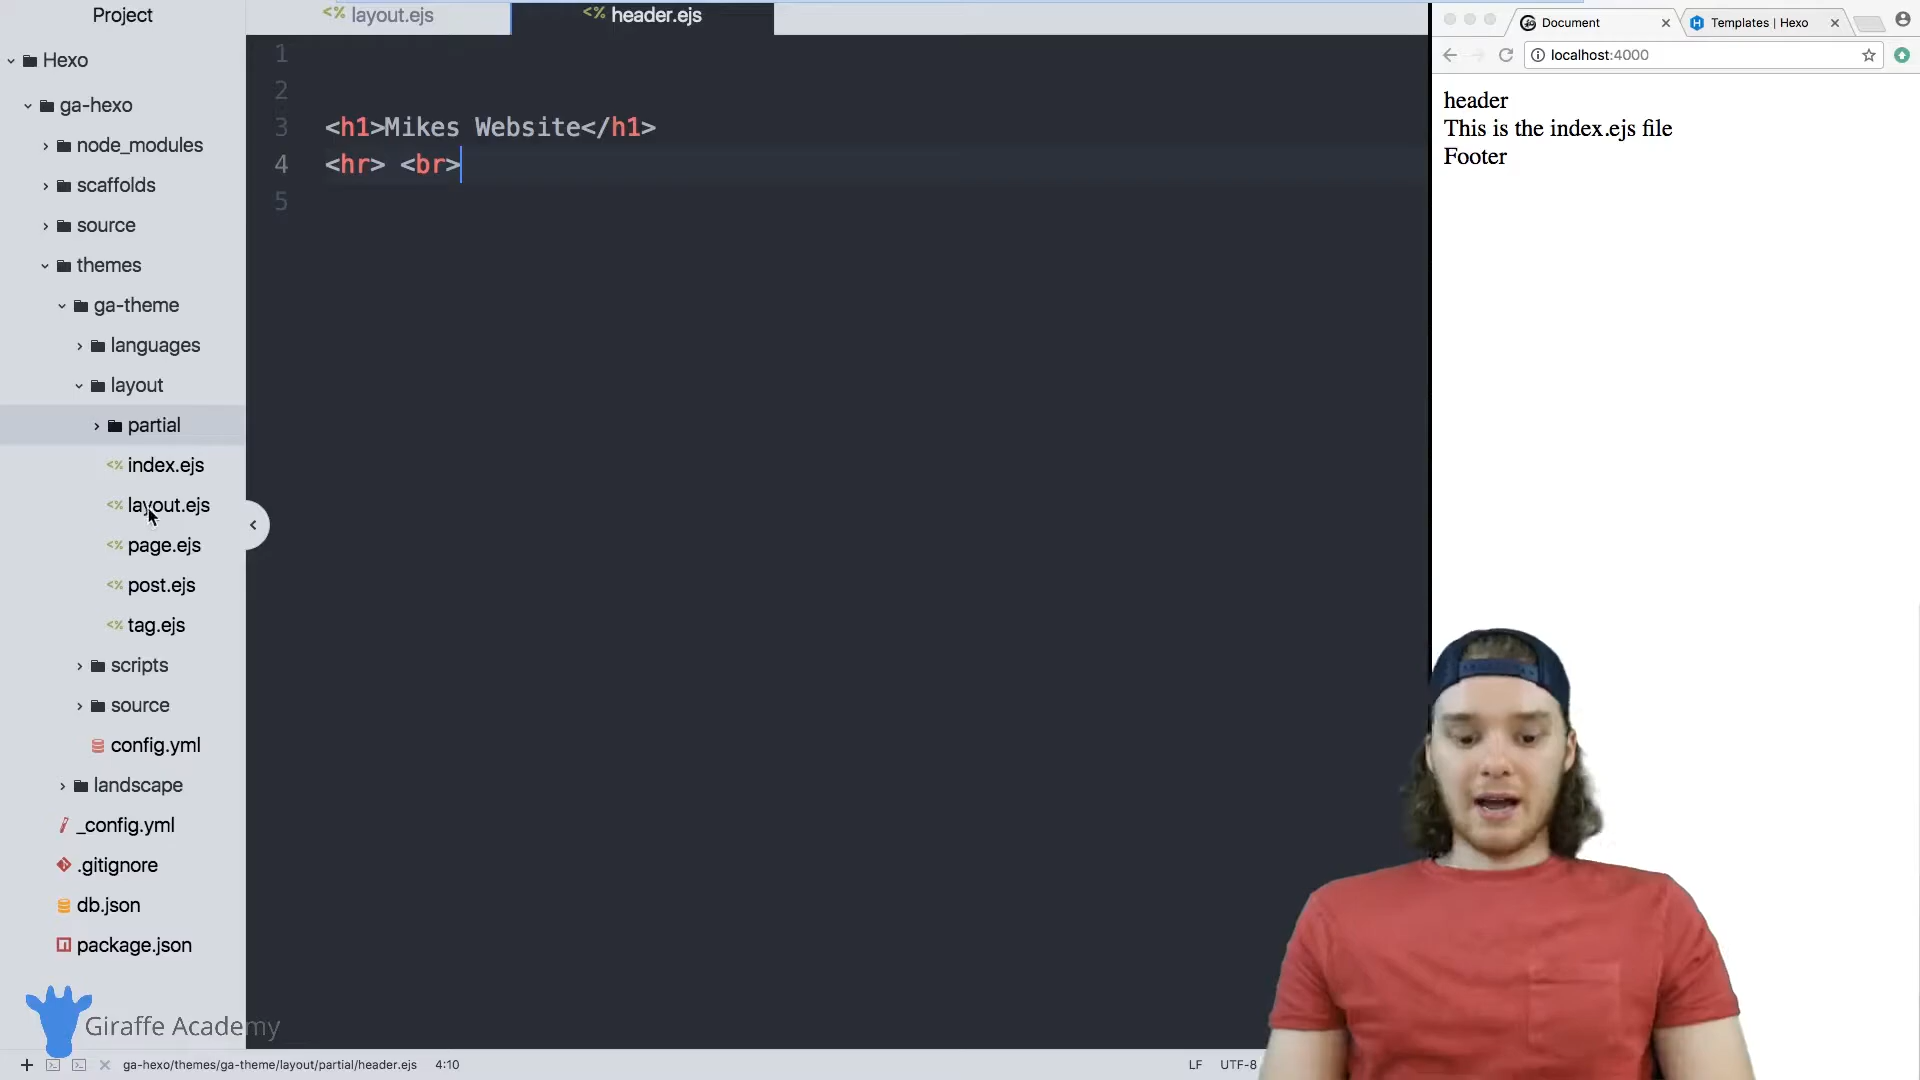 Project
Hexo
ga-hexo
node_modules
scaffolds
source
themes
ga-theme
languages
layout
partial
index.ejs
layout.ejs
page.ejs
post.ejs
tag.ejs
scripts
source
config.yml
landscape
_config.yml
.gitignore
db.json
package.json
Giraffe Academy
<% layout.ejs
<% header.ejs
1
2
3 <h1>Mikes Website</h1>
4 <hr> <br>
5
ga-hexo/themes/ga-theme/layout/partial/header.ejs 4:10
LF UTF-8
Document
Templates | Hexo
localhost:4000
header
This is the index.ejs file
Footer